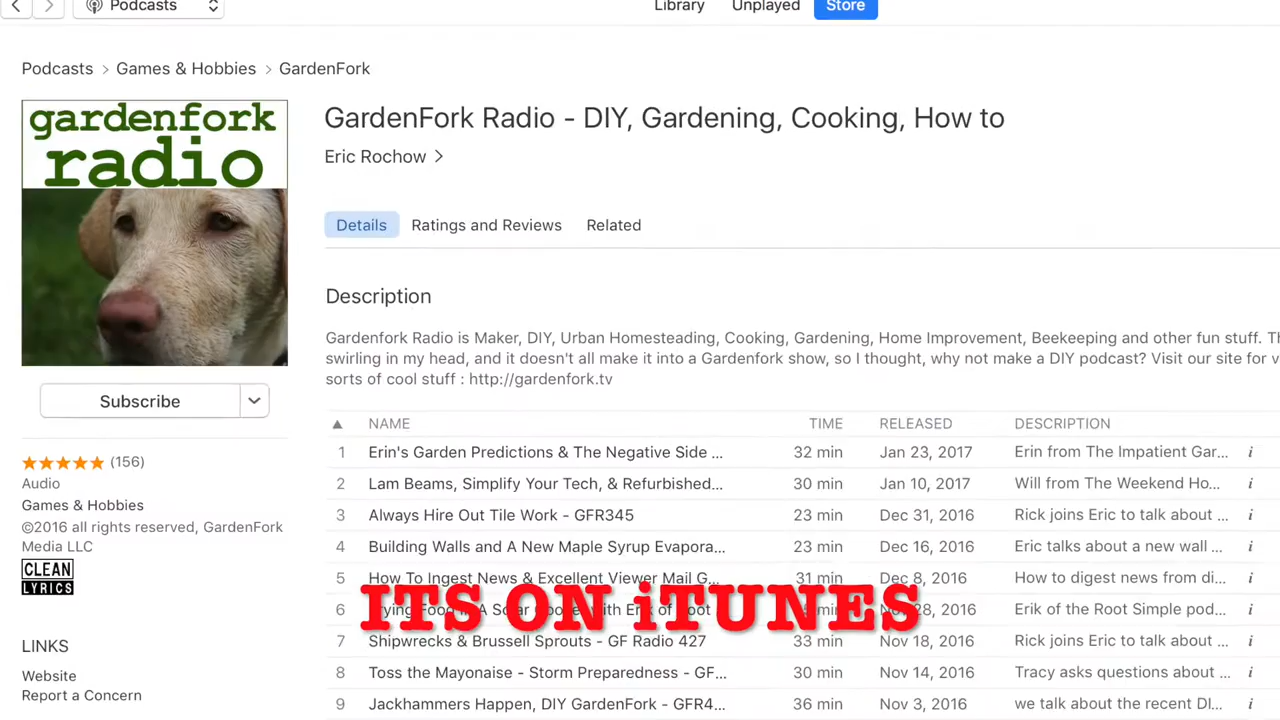 Podcasts
Library Unplayed Store
Podcasts > Games & Hobbies > GardenFork
gardenfork
radio
GardenFork Radio - DIY, Gardening, Cooking, How to
Eric Rochow >
Details Ratings and Reviews Related
Description
Gardenfork Radio is Maker, DIY, Urban Homesteading, Cooking, Gardening, Home Improvement, Beekeeping and other fun stuff.
swirling in my head, and it doesn't all make it into a Gardenfork show, so I thought, why not make a DIY podcast? Visit our site for
sorts of cool stuff : http://gardenfork.tv
Subscribe
NAME TIME RELEASED DESCRIPTION
1 Erin's Garden Predictions & The Negative Side ... 32 min Jan 23, 2017 Erin from The Impatient Gar... i
2 Lam Beams, Simplify Your Tech, & Refurbished... 30 min Jan 10, 2017 Will from The Weekend Ho... i
3 Always Hire Out Tile Work - GFR345 23 min Dec 31, 2016 Rick joins Eric to talk about ... i
4 Building Walls and A New Maple Syrup Evapora... 23 min Dec 16, 2016 Eric talks about a new wall ... i
5 How To Ingest News & Excellent Viewer Mail G... 31 min Dec 8, 2016 How to digest news from di... i
6 Food A Solar with 28, 2016 Erik of the Root Simple pod... i
ITS ON iTUNES
7 Shipwrecks & Brussell Sprouts - GF Radio 427 33 min Nov 18, 2016 Rick joins Eric to talk about ... i
8 Toss the Mayonaise - Storm Preparedness - GF... 30 min Nov 14, 2016 Tracy asks questions about ... i
9 Jackhammers Happen, DIY GardenFork - GFR4... 36 min Nov 3, 2016 we talk about the recent DI... i
★★★★★ (156)
Audio
Games & Hobbies
©2016 all rights reserved, GardenFork
Media LLC
CLEAN
LYRICS
LINKS
Website
Report a Concern